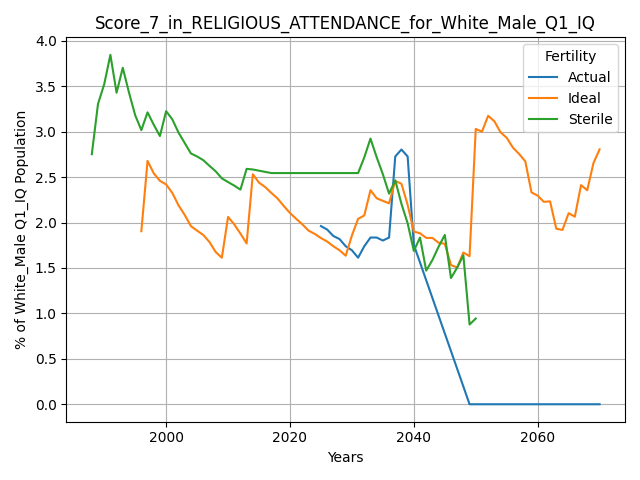 Score_7_in_RELIGIOUS_ATTENDANCE_for_White_Male_Q1_IQ
% of White_Male Q1_IQ Population
4.0
3.5
3.0
2.5
2.0
1.5
1.0
0.5
0.0
Fertility
Actual
Ideal
Sterile
2000
2020
2040
2060
Years